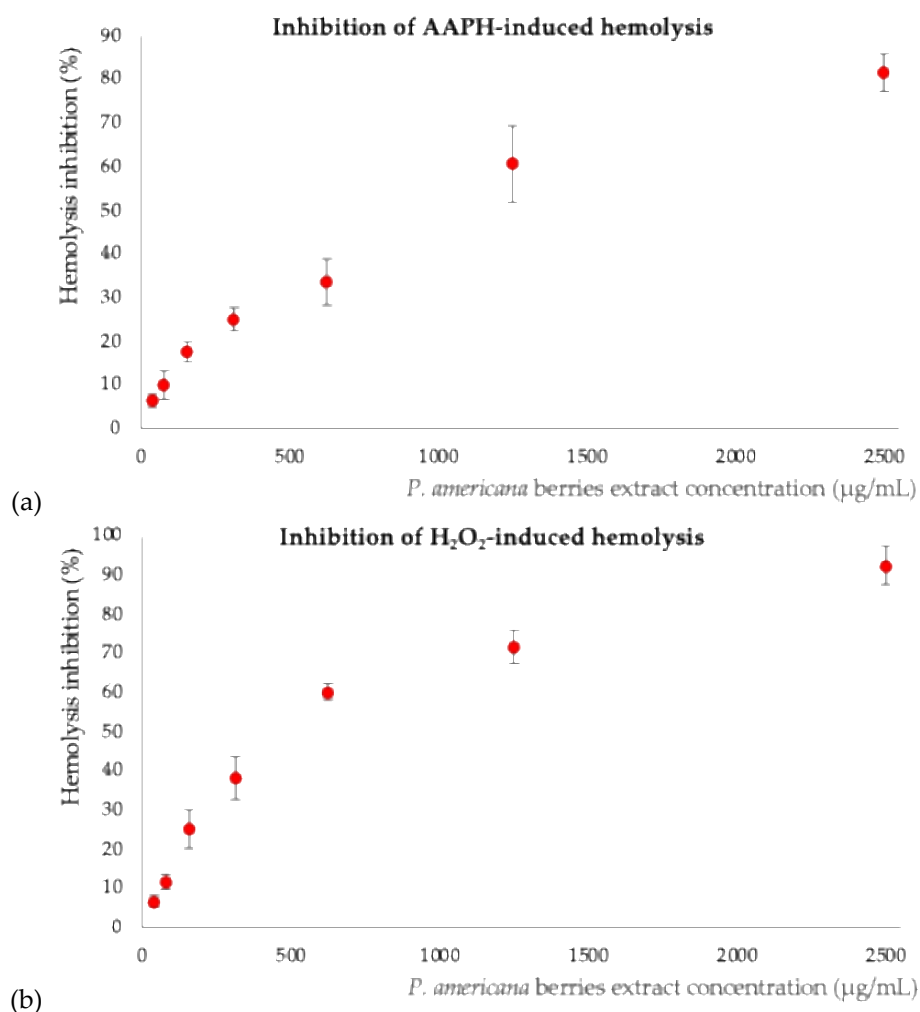 Inhibition of AAPH-induced hemolysis
Hemolysis inhibition (%)
90
80
70
60
50
40
30
20
10
0
0 500 1000 1500 2000 2500
P. americana berries extract concentration (µg/mL)
(a)
Inhibition of H₂O₂-induced hemolysis
Hemolysis inhibition (%)
100
90
80
70
60
50
40
30
20
10
0
0 500 1000 1500 2000 2500
P. americana berries extract concentration (µg/mL)
(b)